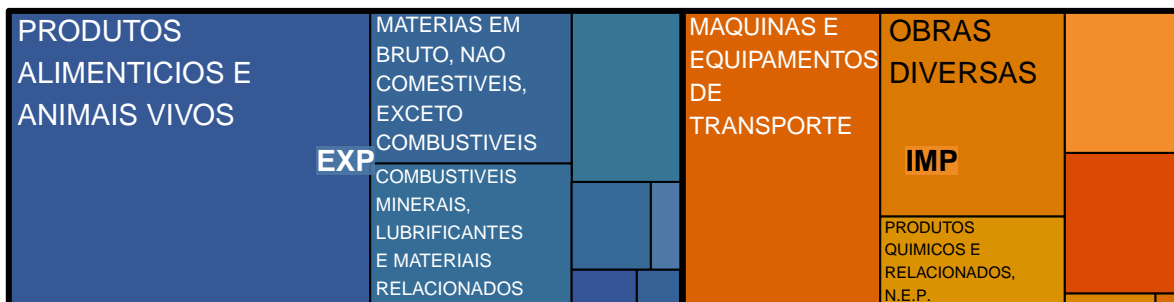 PRODUTOS
ALIMENTICIOS E
ANIMAIS VIVOS
EXP
MATERIAS EM
BRUTO, NAO
COMESTIVEIS,
EXCETO
COMBUSTIVEIS
COMBUSTIVEIS
MINERAIS,
LUBRIFICANTES
E MATERIAIS
RELACIONADOS
MAQUINAS E
EQUIPAMENTOS
DE
TRANSPORTE
OBRAS
DIVERSAS
IMP
PRODUTOS
QUIMICOS E
RELACIONADOS,
N.E.P.